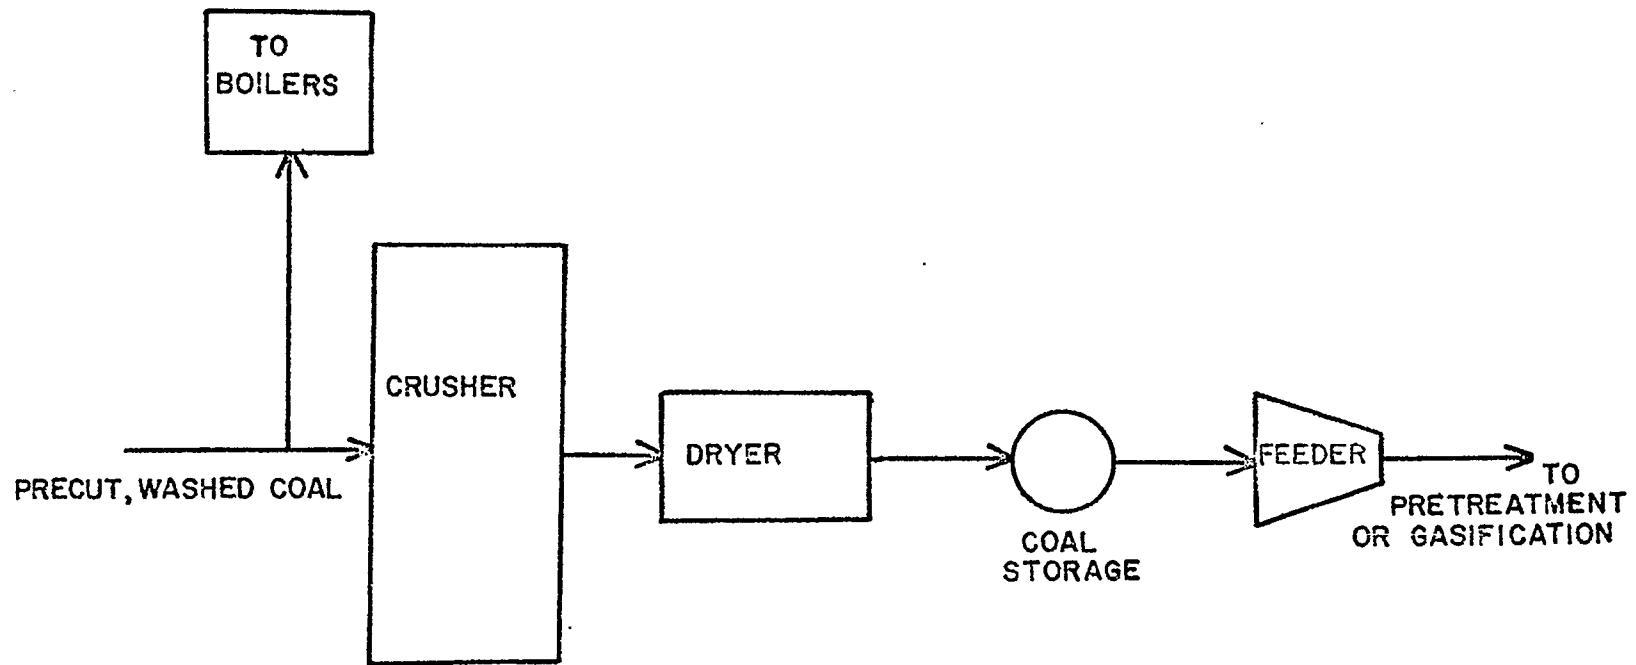 TO
BOILERS
CRUSHER
PRECUT, WASHED COAL
DRYER
COAL
STORAGE
FEEDER
TO
PRETREATMENT
OR GASIFICATION